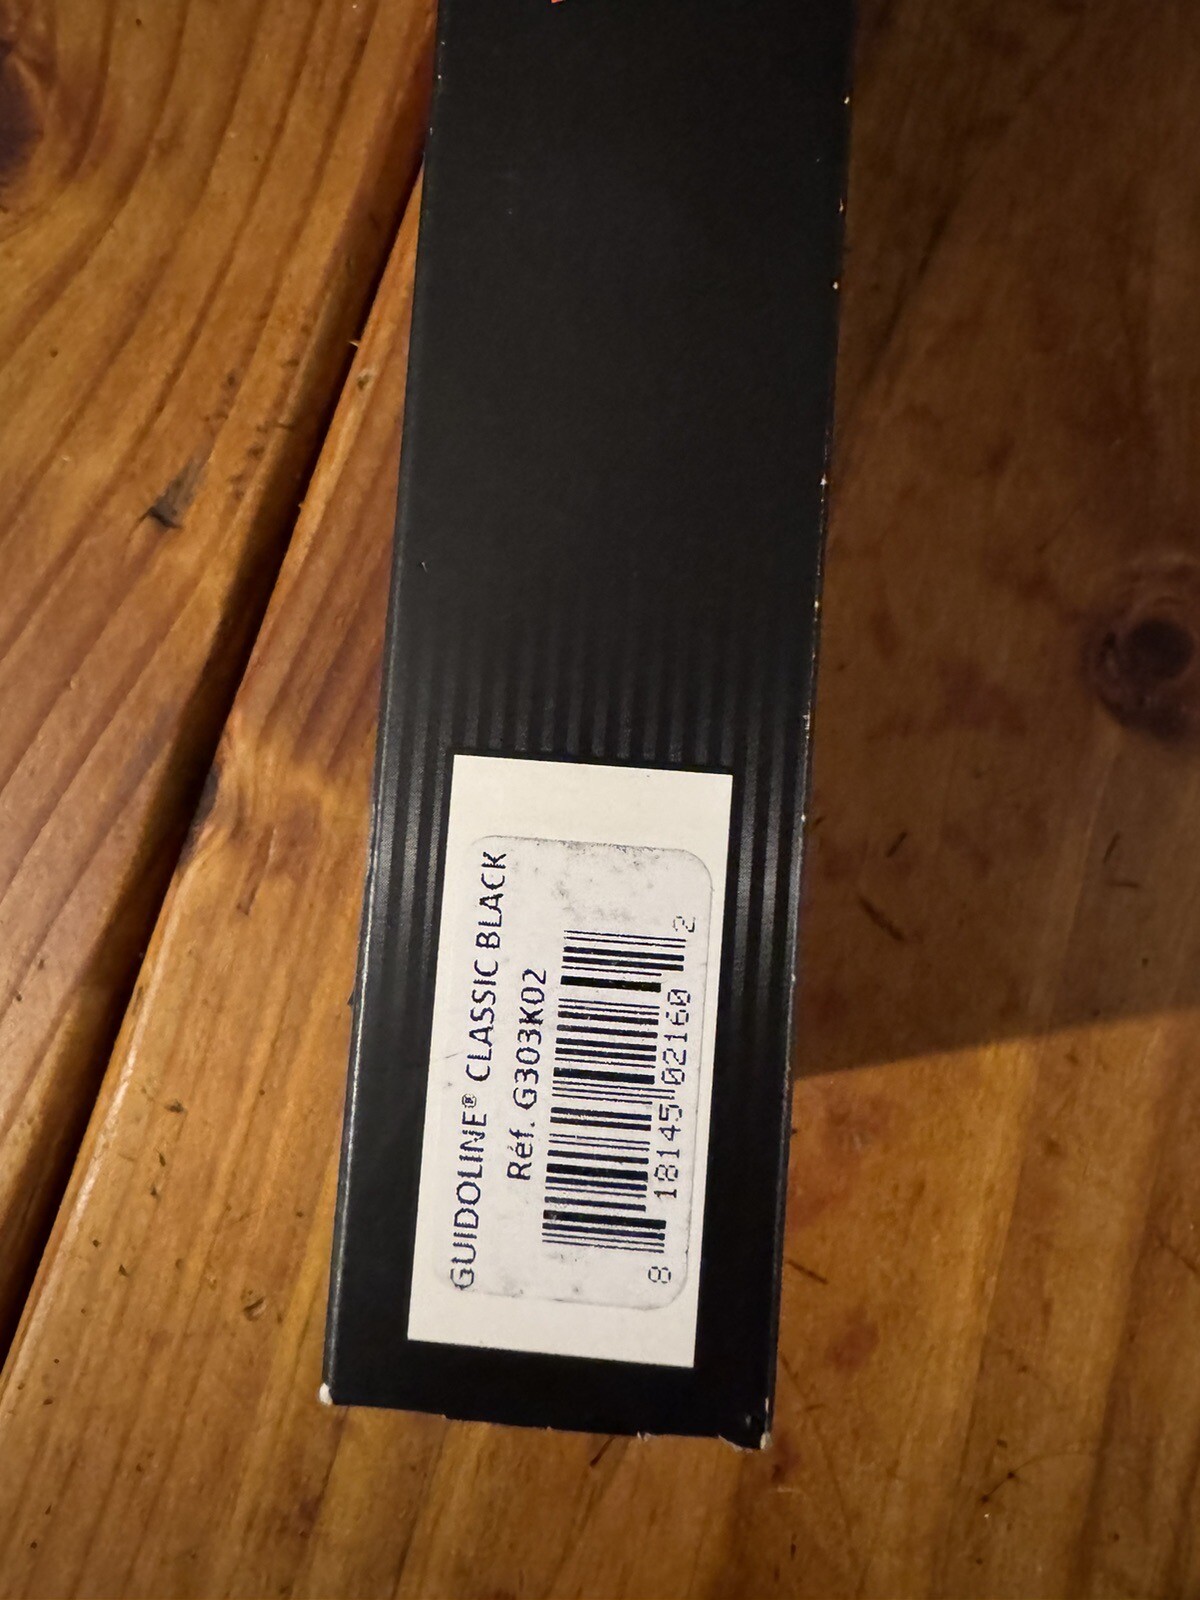 GUIDOLINE® CLASSIC BLACK
Réf. G303K02
8 18145 02160 2